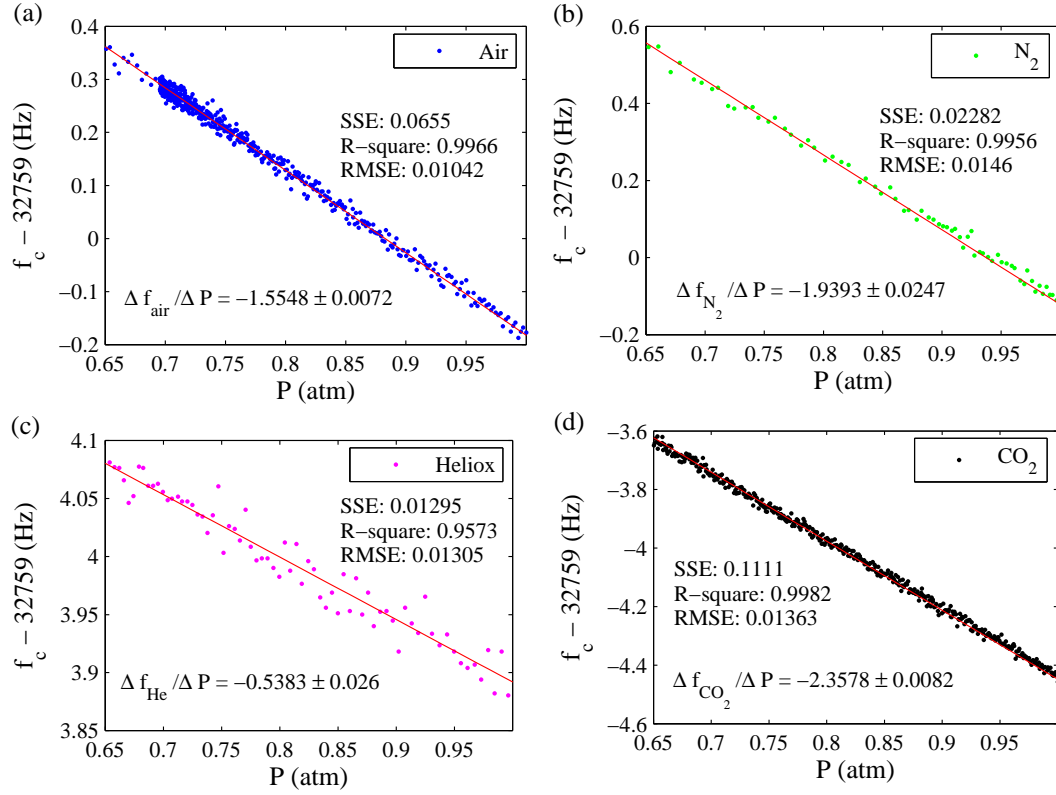 (a)
0.4
0.3
0.2
0.1
0
−0.1
−0.2
f_c − 32759 (Hz)
Air
SSE: 0.0655
R−square: 0.9966
RMSE: 0.01042
Δ f_air /Δ P = −1.5548 ± 0.0072
0.65 0.7 0.75 0.8 0.85 0.9 0.95
P (atm)
(b)
0.6
0.4
0.2
0
−0.2
f_c − 32759 (Hz)
N_2
SSE: 0.02282
R−square: 0.9956
RMSE: 0.0146
Δ f_N_2 /Δ P = −1.9393 ± 0.0247
0.65 0.7 0.75 0.8 0.85 0.9 0.95
P (atm)
(c)
4.1
4.05
4
3.95
3.9
3.85
f_c − 32759 (Hz)
Heliox
SSE: 0.01295
R−square: 0.9573
RMSE: 0.01305
Δ f_He /Δ P = −0.5383 ± 0.026
0.65 0.7 0.75 0.8 0.85 0.9 0.95
P (atm)
(d)
−3.6
−3.8
−4
−4.2
−4.4
−4.6
f_c − 32759 (Hz)
CO_2
SSE: 0.1111
R−square: 0.9982
RMSE: 0.01363
Δ f_CO_2 /Δ P = −2.3578 ± 0.0082
0.65 0.7 0.75 0.8 0.85 0.9 0.95
P (atm)